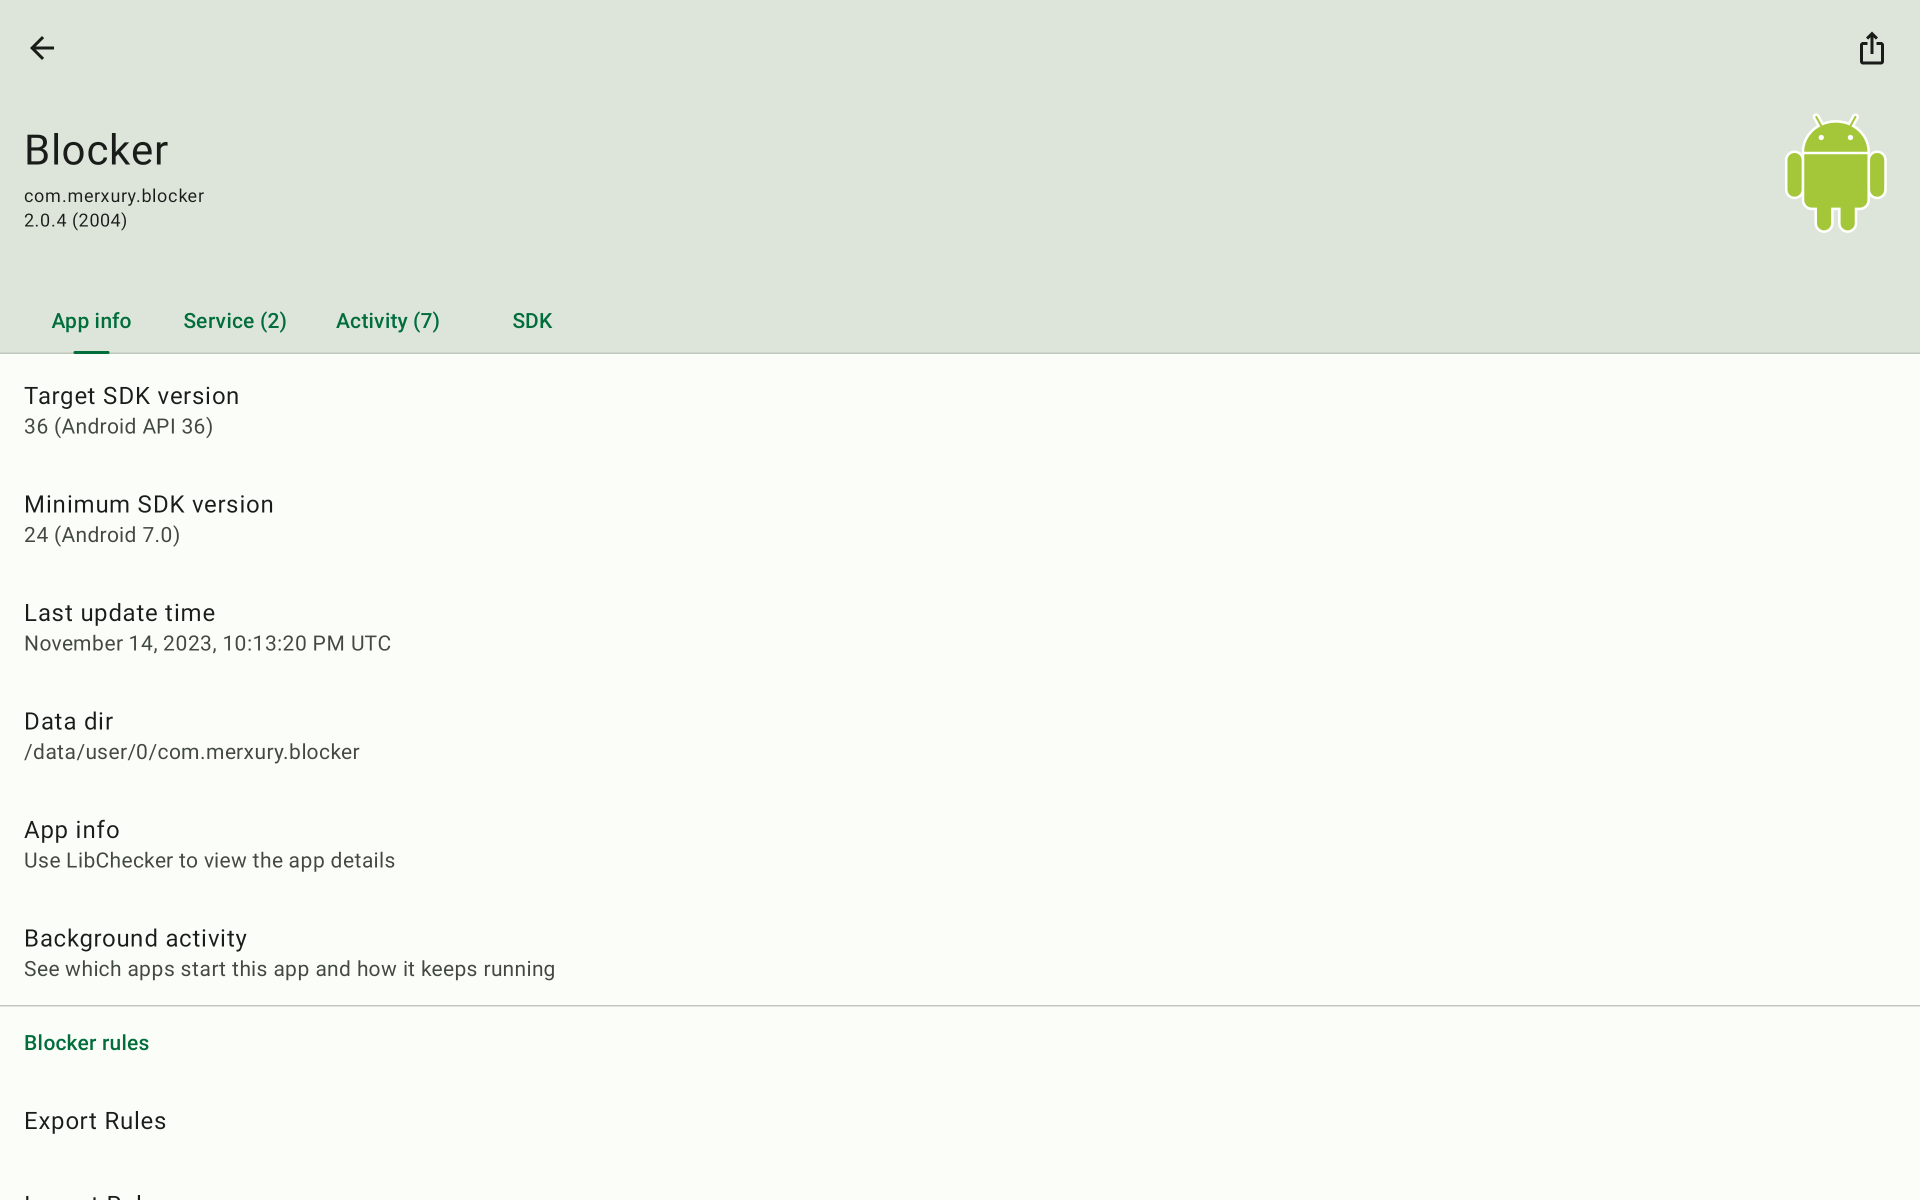 Blocker
com.merxury.blocker
2.0.4 (2004)
App info
Service (2)
Activity (7)
SDK
Target SDK version
36 (Android API 36)
Minimum SDK version
24 (Android 7.0)
Last update time
November 14, 2023, 10:13:20 PM UTC
Data dir
/data/user/0/com.merxury.blocker
App info
Use LibChecker to view the app details
Background activity
See which apps start this app and how it keeps running
Blocker rules
Export Rules